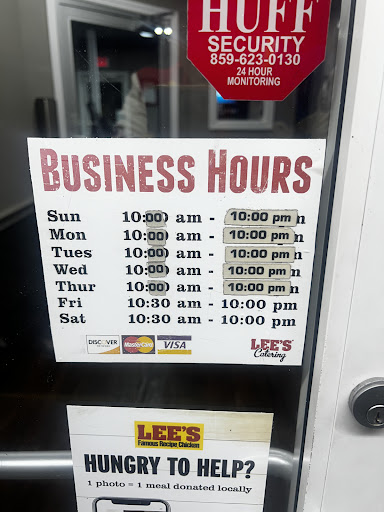 HUFF
SECURITY
859-623-0130
24 HOUR
MONITORING
BUSINESS HOURS
Sun 10:00 am - 10:00 pm
Mon 10:00 am - 10:00 pm
Tues 10:00 am - 10:00 pm
Wed 10:00 am - 10:00 pm
Thur 10:00 am - 10:00 pm
Fri 10:30 am - 10:00 pm
Sat 10:30 am - 10:00 pm
DISCOVER MasterCard VISA LEE'S
Catering
LEE'S
Famous Recipe Chicken
HUNGRY TO HELP?
1 photo = 1 meal donated locally